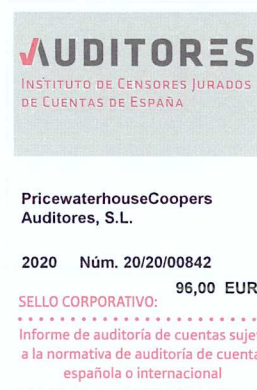 AUDITORES
INSTITUTO DE CENSORES JURADOS
DE CUENTAS DE ESPAÑA
PricewaterhouseCoopers
Auditores, S.L.
2020 Núm. 20/20/00842
96,00 EUR
SELLO CORPORATIVO:
Informe de auditoría de cuentas suje
a la normativa de auditoría de cuenta
española o internacional